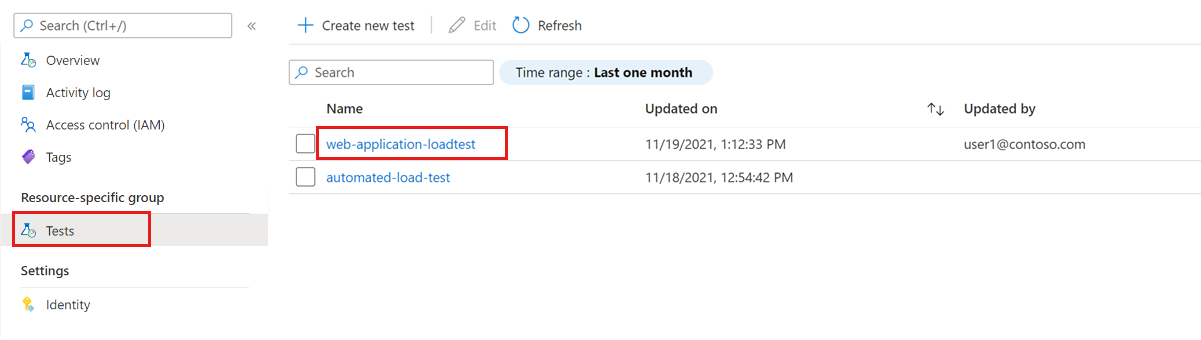 Search (Ctrl+/)
«
Overview
Activity log
Access control (IAM)
Tags
Resource-specific group
Tests
Settings
Identity
Create new test
Edit
Refresh
Search
Time range : Last one month
Name Updated on Updated by
web-application-loadtest 11/19/2021, 1:12:33 PM user1@contoso.com
automated-load-test 11/18/2021, 12:54:42 PM